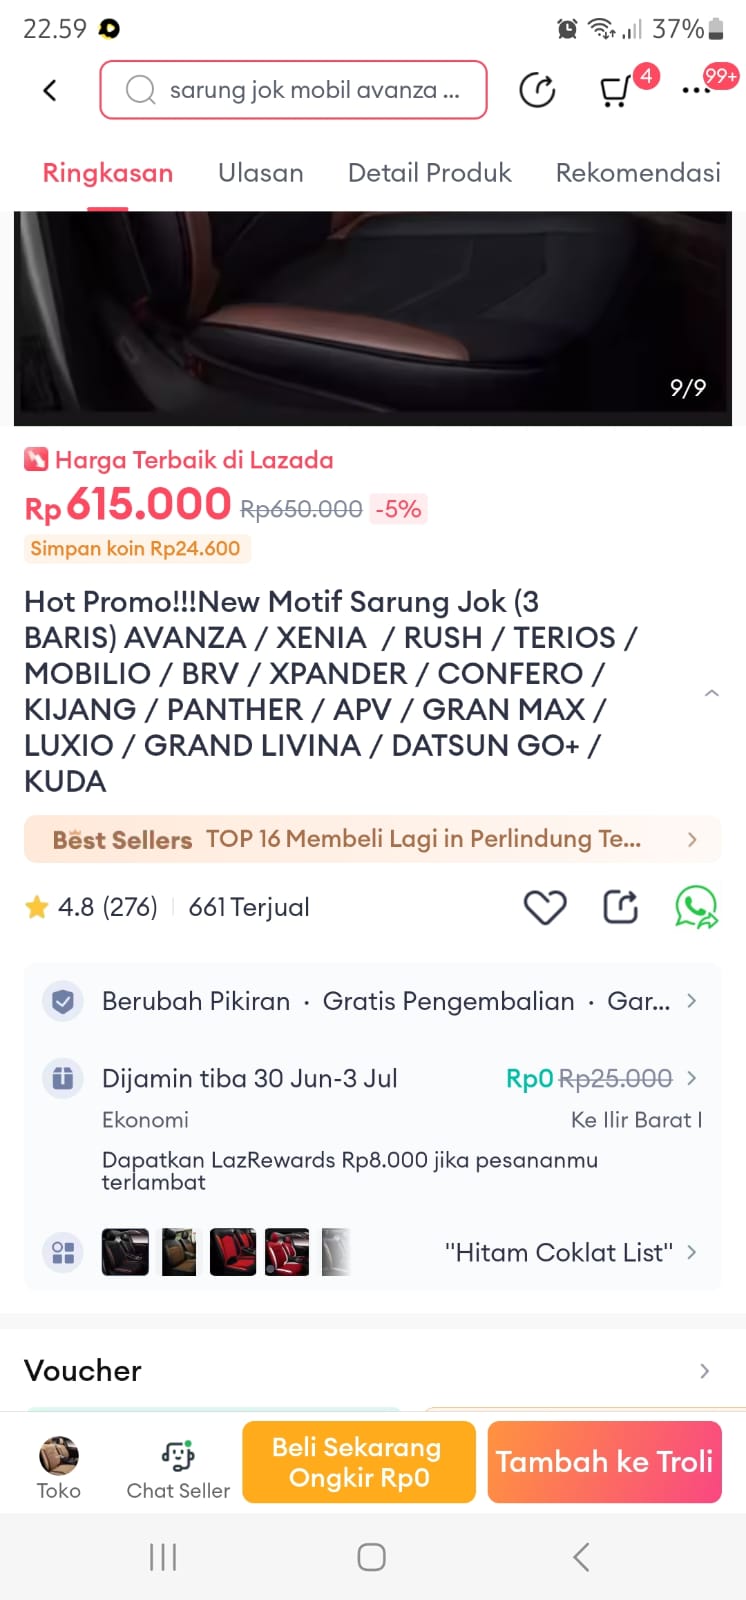 22.59
37%
sarung jok mobil avanza ...
4
99+
Ringkasan
Ulasan
Detail Produk
Rekomendasi
9/9
Harga Terbaik di Lazada
Rp615.000 Rp650.000 -5%
Simpan koin Rp24.600
Hot Promo!!!New Motif Sarung Jok (3
BARIS) AVANZA / XENIA / RUSH / TERIOS /
MOBILIO / BRV / XPANDER / CONFERO /
KIJANG / PANTHER / APV / GRAN MAX /
LUXIO / GRAND LIVINA / DATSUN GO+ /
KUDA
Best Sellers TOP 16 Membeli Lagi in Perlindung Te...
4.8 (276) 661 Terjual
Berubah Pikiran · Gratis Pengembalian · Gar...
Dijamin tiba 30 Jun-3 Jul
Rp0 Rp25.000
Ekonomi
Ke Ilir Barat I
Dapatkan LazRewards Rp8.000 jika pesananmu
terlambat
"Hitam Coklat List"
Voucher
Toko
Chat Seller
Beli Sekarang
Ongkir Rp0
Tambah ke Troli